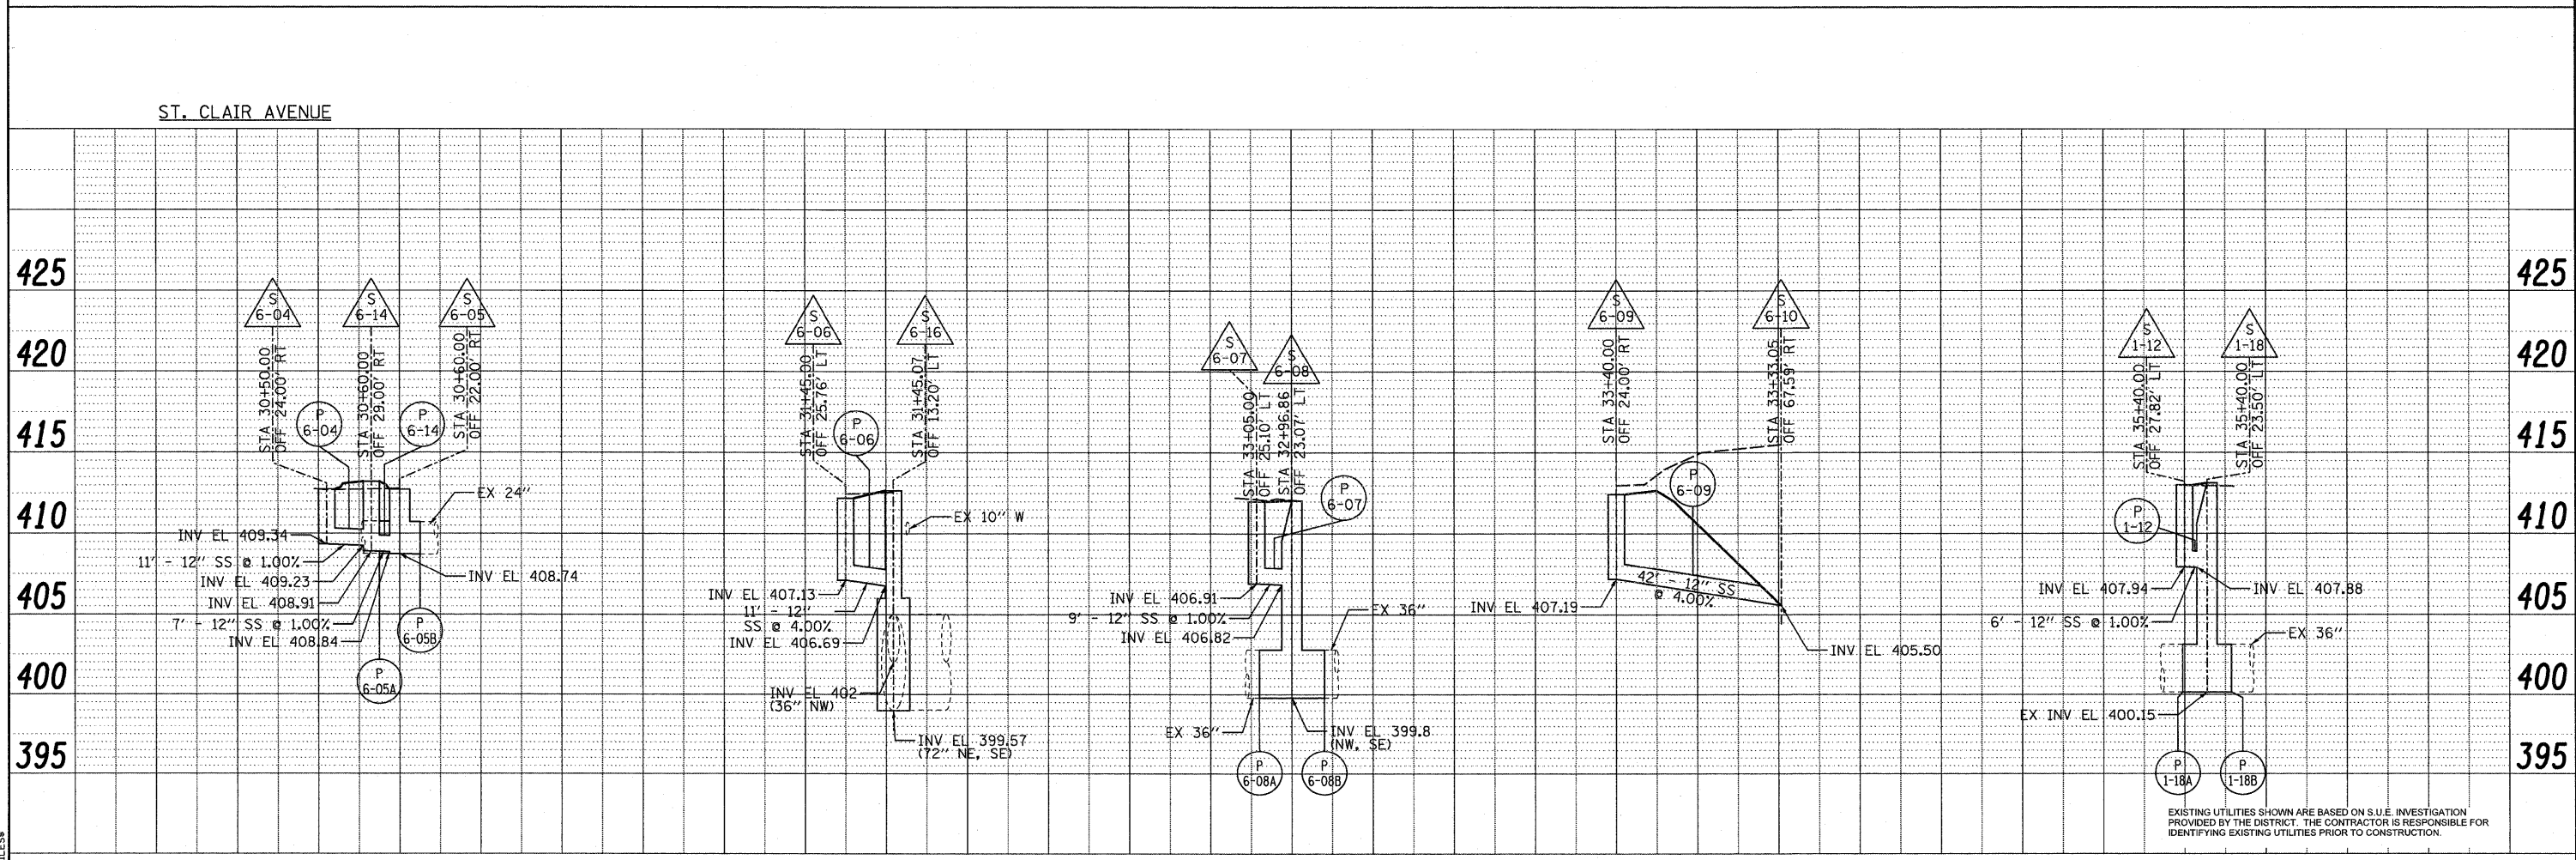 ST. CLAIR AVENUE
425
420
415
410
405
400
395
S
6-04
STA 30+50.00
OFF 24.00' RT
S
6-14
STA 30+60.00
OFF 29.00' RT
S
6-05
STA 30+60.00
OFF 22.00' RT
P
6-04
P
6-14
EX 24"
INV EL 409.34
11' - 12" SS @ 1.00%
INV EL 409.23
INV EL 408.91
7' - 12" SS @ 1.00%
INV EL 408.84
INV EL 408.74
P
6-05B
P
6-05A
S
6-06
STA 31+45.00
OFF 25.76' LT
S
6-16
STA 31+45.07
OFF 13.20' LT
P
6-06
EX 10" W
INV EL 407.13
11' - 12"
SS @ 4.00%
INV EL 406.69
INV EL 402
(36" NW)
INV EL 399.57
(72" NE, SE)
S
6-07
STA 33+05.00
OFF 25.10' LT
S
6-08
STA 32+96.86
OFF 23.07' LT
P
6-07
INV EL 406.91
9' - 12" SS @ 1.00%
INV EL 406.82
EX 36"
EX 36"
INV EL 399.8
(NW, SE)
P
6-08A
P
6-08B
S
6-09
STA 33+40.00
OFF 24.00' RT
S
6-10
STA 33+33.05
OFF 67.59' RT
P
6-09
42' - 12" SS
@ 4.00%
INV EL 407.19
INV EL 405.50
S
1-12
STA 35+40.00
OFF 27.82' LT
S
1-18
STA 35+40.00
OFF 23.50' LT
P
1-12
INV EL 407.94
INV EL 407.88
6' - 12" SS @ 1.00%
EX 36"
EX INV EL 400.15
P
1-18A
P
1-18B
425
420
415
410
405
400
395
EXISTING UTILITIES SHOWN ARE BASED ON S.U.E. INVESTIGATION
PROVIDED BY THE DISTRICT. THE CONTRACTOR IS RESPONSIBLE FOR
IDENTIFYING EXISTING UTILITIES PRIOR TO CONSTRUCTION.